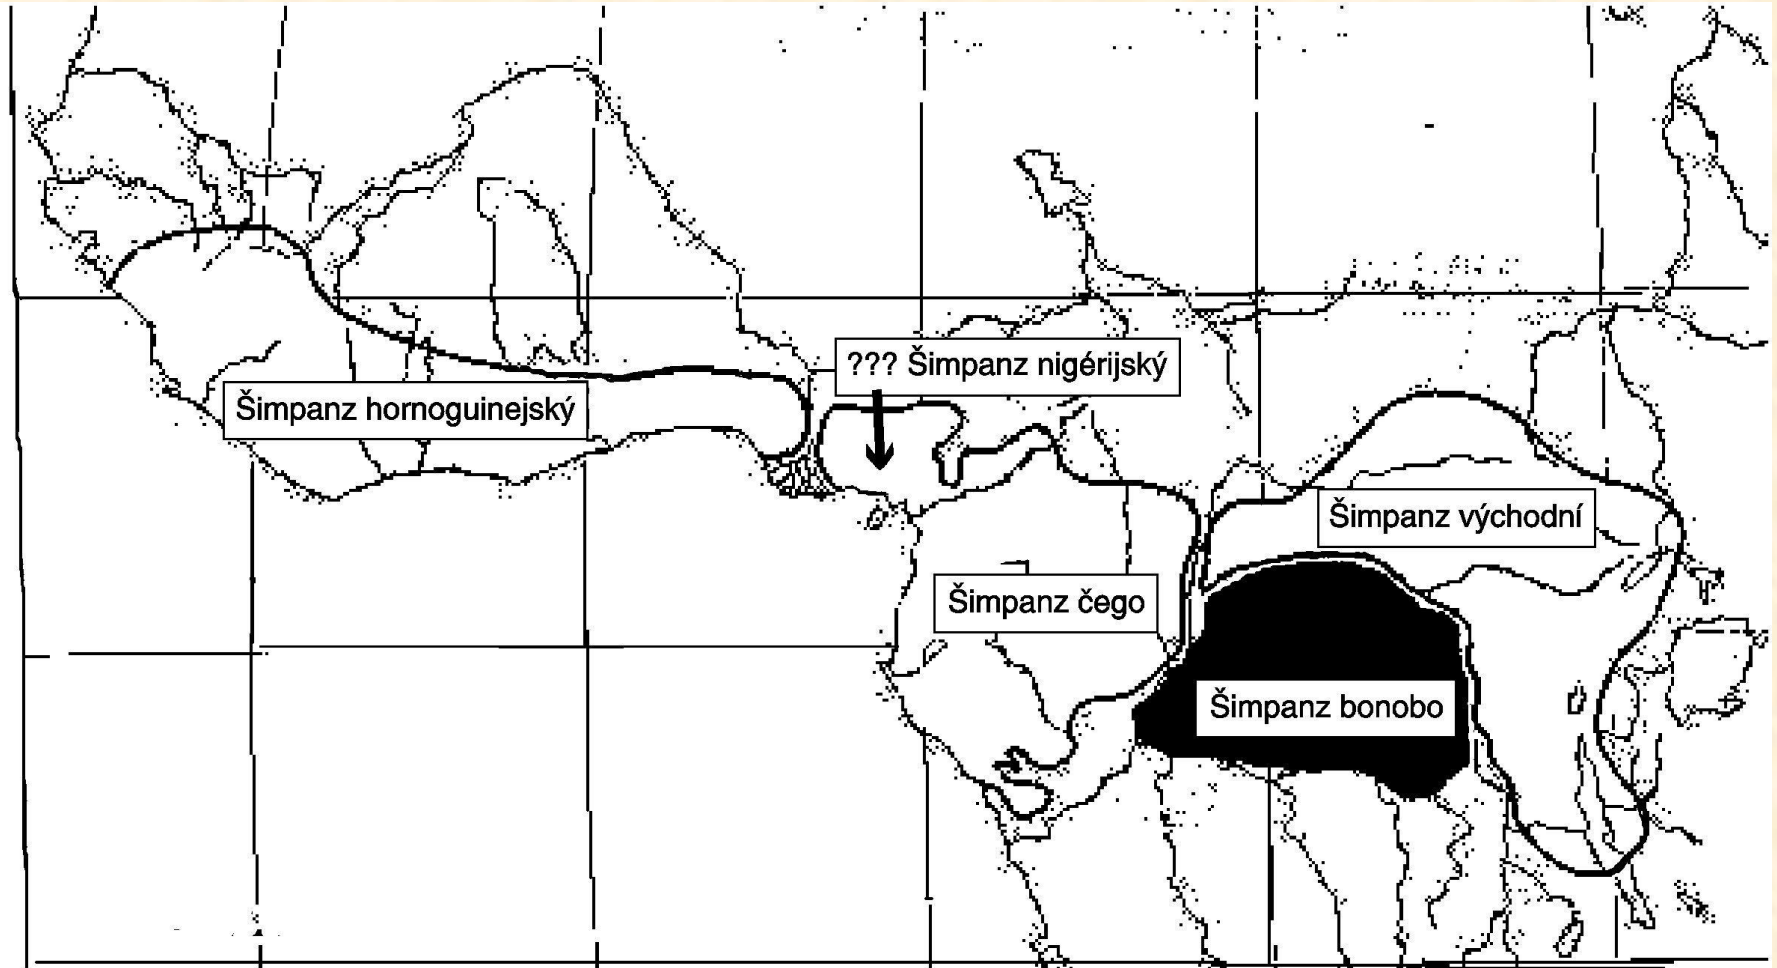 ??? Šimpanz nigérijský
Šimpanz hornoguinejský
Šimpanz východní
Šimpanz čego
Šimpanz bonobo